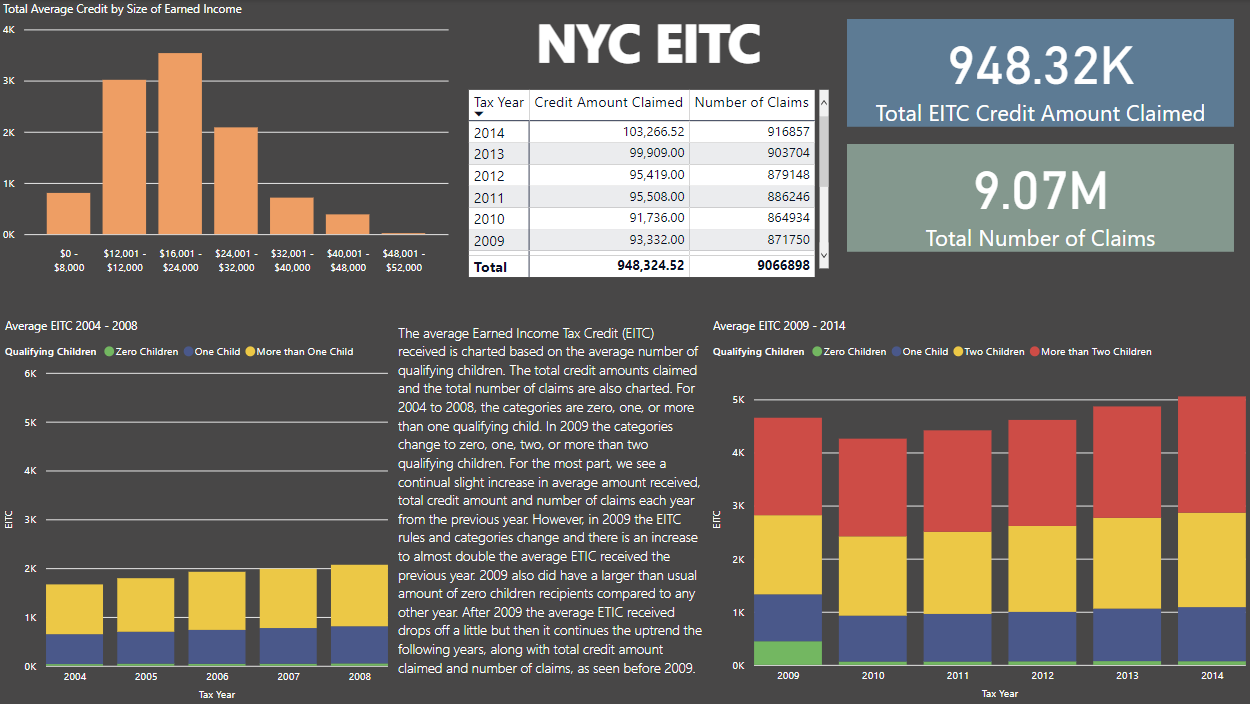 Total Average Credit by Size of Earned Income
4K
3K
2K
1K
0K
$0 - $8,000
$12,001 - $12,000
$16,001 - $24,000
$24,001 - $32,000
$32,001 - $40,000
$40,001 - $48,000
$48,001 - $52,000
NYC EITC
Tax Year Credit Amount Claimed Number of Claims
2014 103,266.52 916857
2013 99,909.00 903704
2012 95,419.00 879148
2011 95,508.00 886246
2010 91,736.00 864934
2009 93,332.00 871750
Total 948,324.52 9066898
948.32K
Total EITC Credit Amount Claimed
9.07M
Total Number of Claims
Average EITC 2004 - 2008
Qualifying Children Zero Children One Child More than One Child
6K
5K
4K
3K
2K
1K
0K
EITC
2004 2005 2006 2007 2008
Tax Year
The average Earned Income Tax Credit (EITC)
received is charted based on the average number of
qualifying children. The total credit amounts claimed
and the total number of claims are also charted. For
2004 to 2008, the categories are zero, one, or more
than one qualifying child. In 2009 the categories
change to zero, one, two, or more than two
qualifying children. For the most part, we see a
continual slight increase in average amount received,
total credit amount and number of claims each year
from the previous year. However, in 2009 the EITC
rules and categories change and there is an increase
to almost double the average ETIC received the
previous year. 2009 also did have a larger than usual
amount of zero children recipients compared to any
other year. After 2009 the average ETIC received
drops off a little but then it continues the uptrend the
following years, along with total credit amount
claimed and number of claims, as seen before 2009.
Average EITC 2009 - 2014
Qualifying Children Zero Children One Child Two Children More than Two Children
5K
4K
3K
2K
1K
0K
EITC
2009 2010 2011 2012 2013 2014
Tax Year